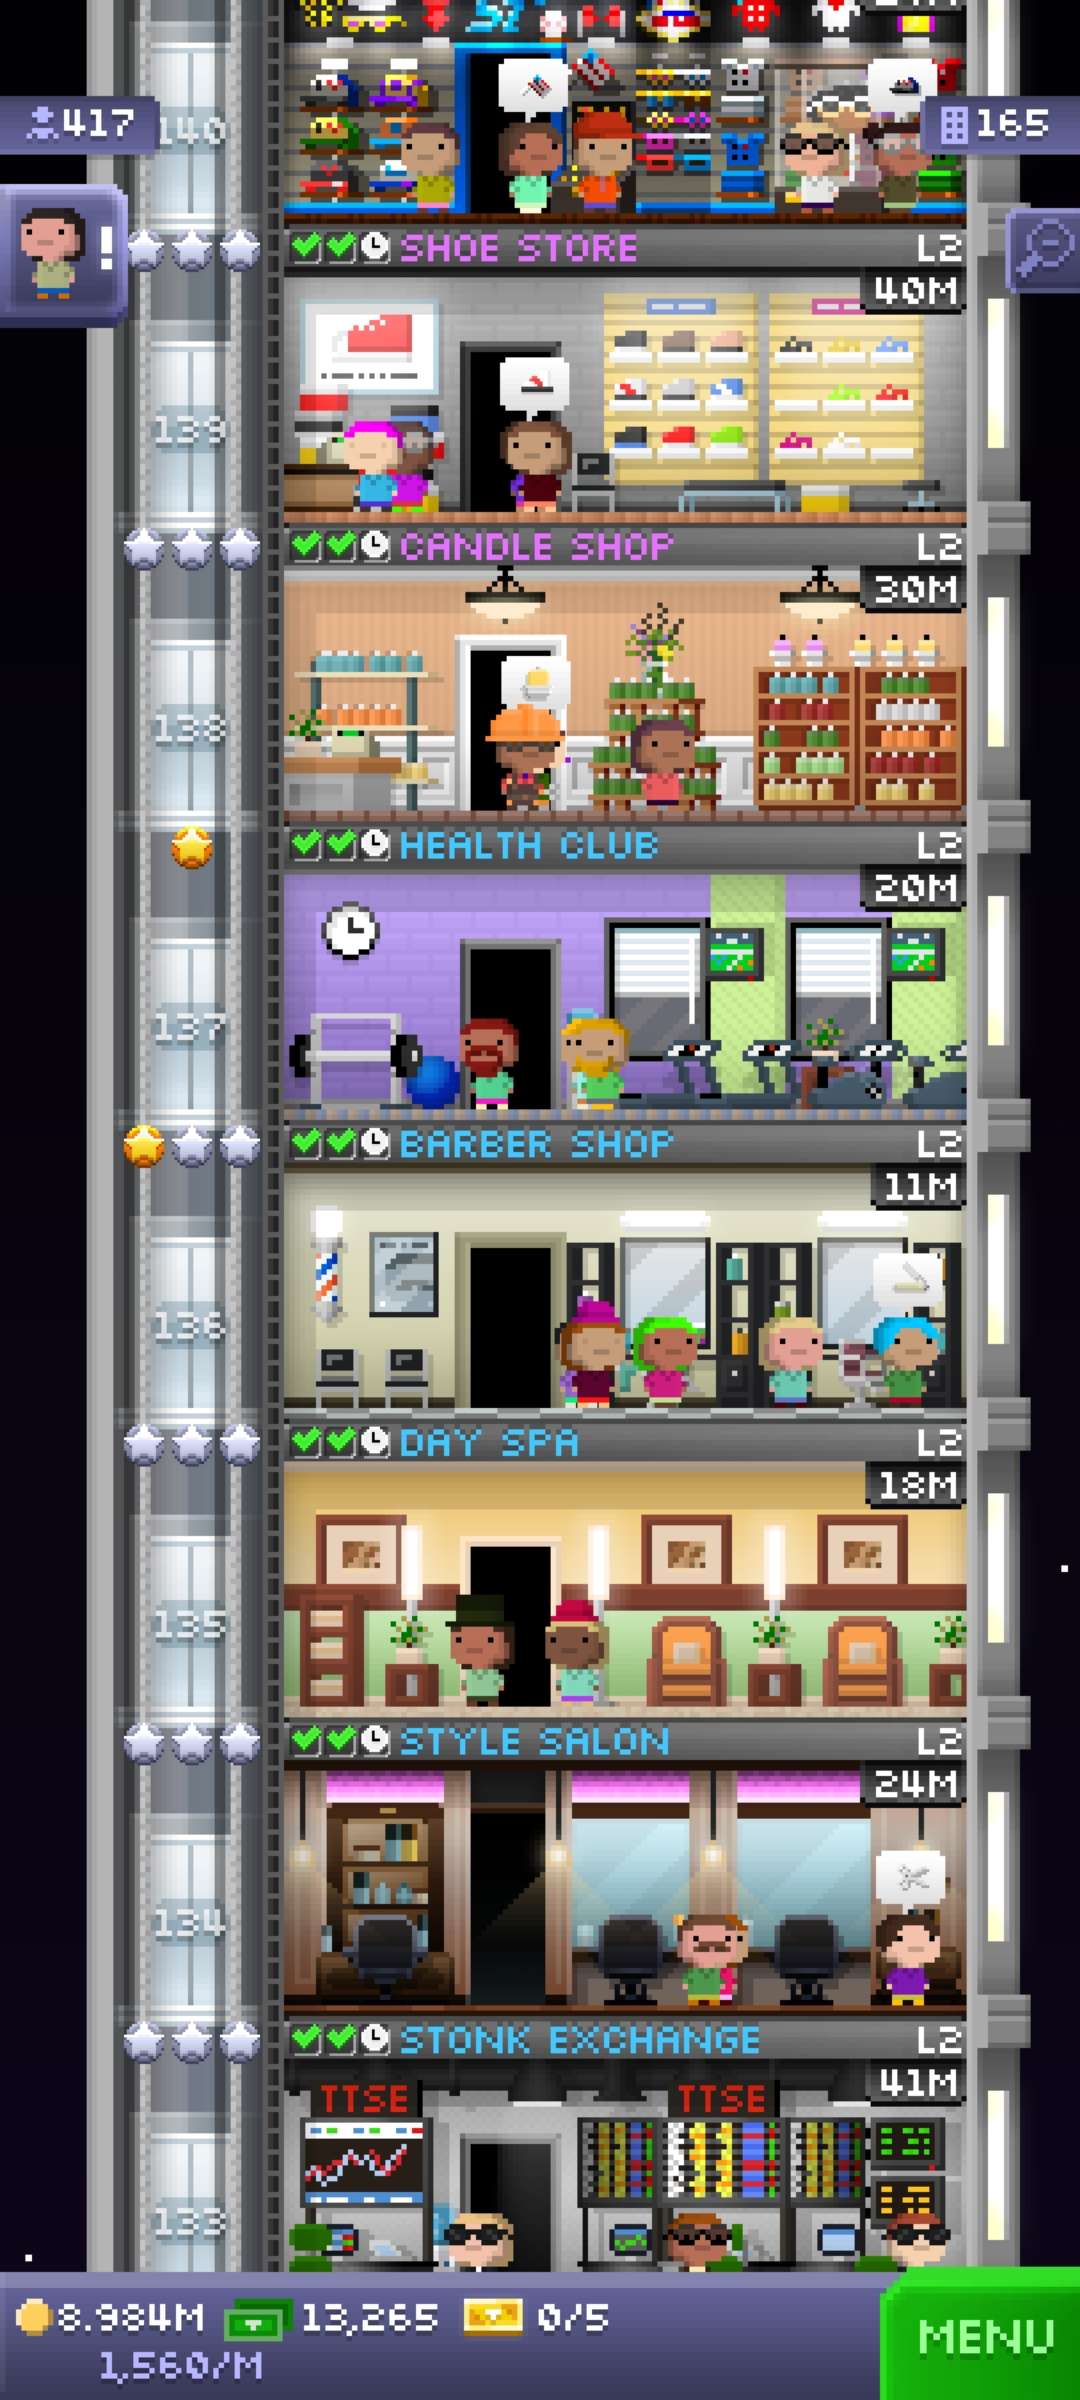 417
140
165
SHOE STORE L2
40M
139
CANDLE SHOP L2
30M
138
HEALTH CLUB L2
20M
137
BARBER SHOP L2
11M
136
DAY SPA L2
18M
135
STYLE SALON L2
24M
134
STONK EXCHANGE L2
41M
TTSE TTSE
133
8.984M 13,265 0/5
1,560/M
MENU